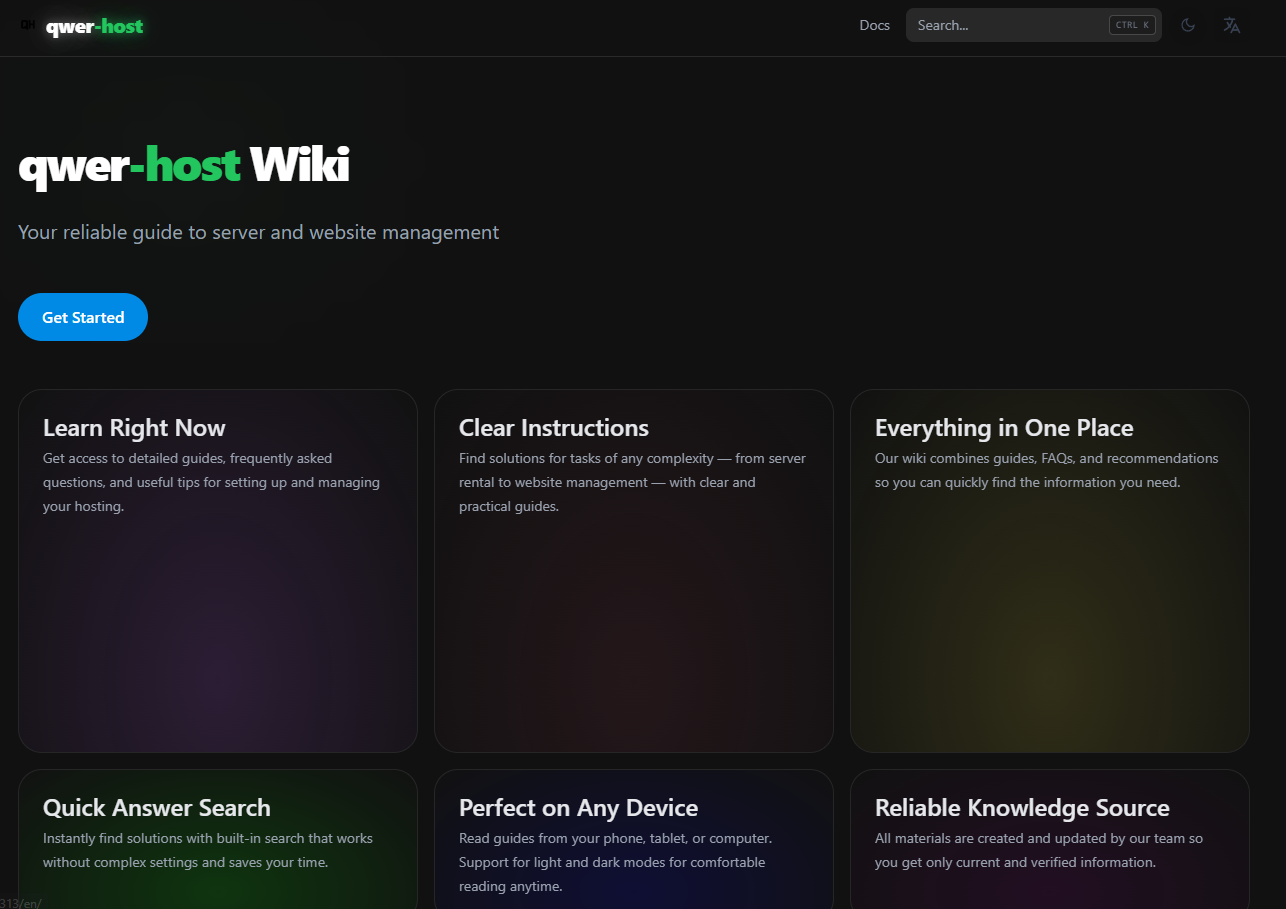 QH qwer-host
Docs
Search...
CTRL K
qwer-host Wiki
Your reliable guide to server and website management
Get Started
Learn Right Now
Get access to detailed guides, frequently asked
questions, and useful tips for setting up and managing
your hosting.
Clear Instructions
Find solutions for tasks of any complexity — from server
rental to website management — with clear and
practical guides.
Everything in One Place
Our wiki combines guides, FAQs, and recommendations
so you can quickly find the information you need.
Quick Answer Search
Instantly find solutions with built-in search that works
without complex settings and saves your time.
Perfect on Any Device
Read guides from your phone, tablet, or computer.
Support for light and dark modes for comfortable
reading anytime.
Reliable Knowledge Source
All materials are created and updated by our team so
you get only current and verified information.
313/en/